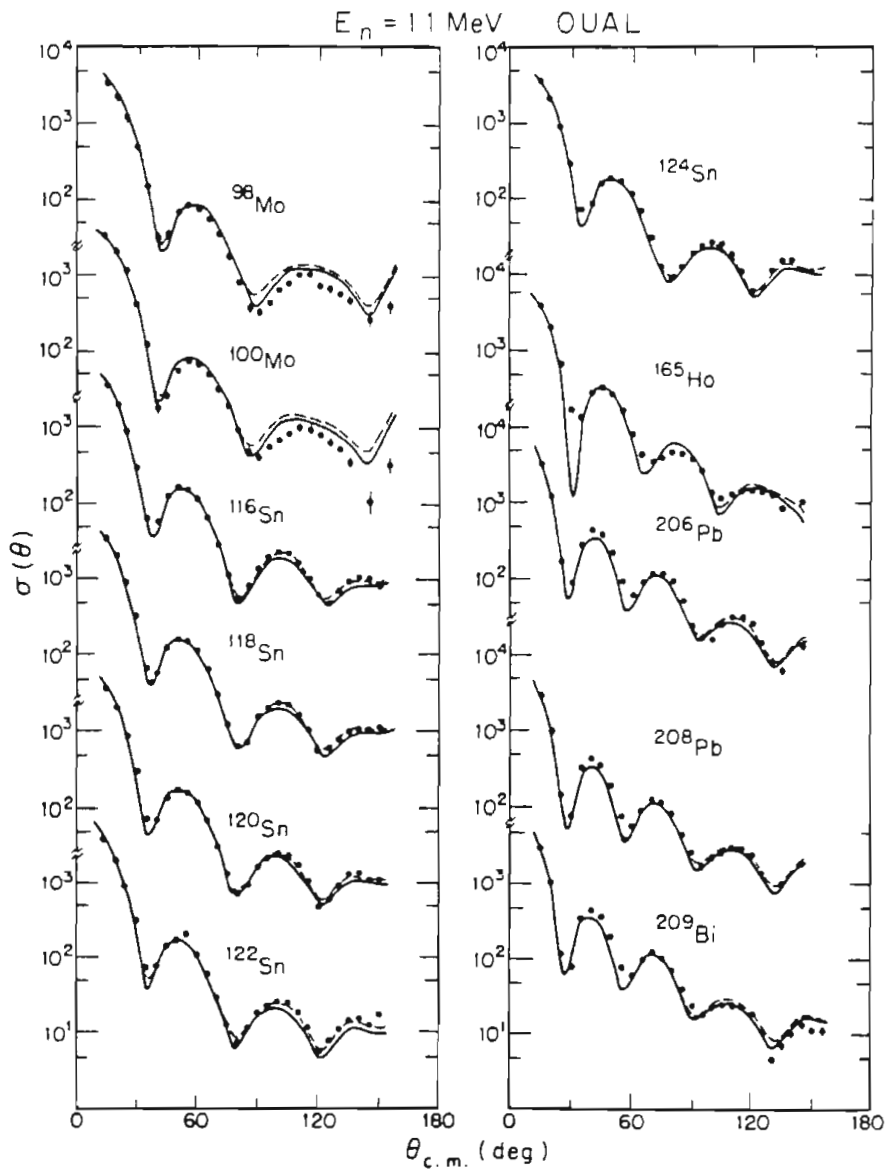 E_n = 11 MeV OUAL
10^4
10^3
10^2
10^3
10^2
10^3
10^2
10^3
10^2
10^3
10^2
10^3
10^2
10^1
^98Mo
^100Mo
^116Sn
^118Sn
^120Sn
^122Sn
σ(θ)
0 60 120 180
10^4
10^3
10^2
10^4
10^3
10^4
10^3
10^2
10^4
10^3
10^2
10^3
10^2
10^1
^124Sn
^165Ho
^206Pb
^208Pb
^209Bi
0 60 120 180
θ_c.m. (deg)